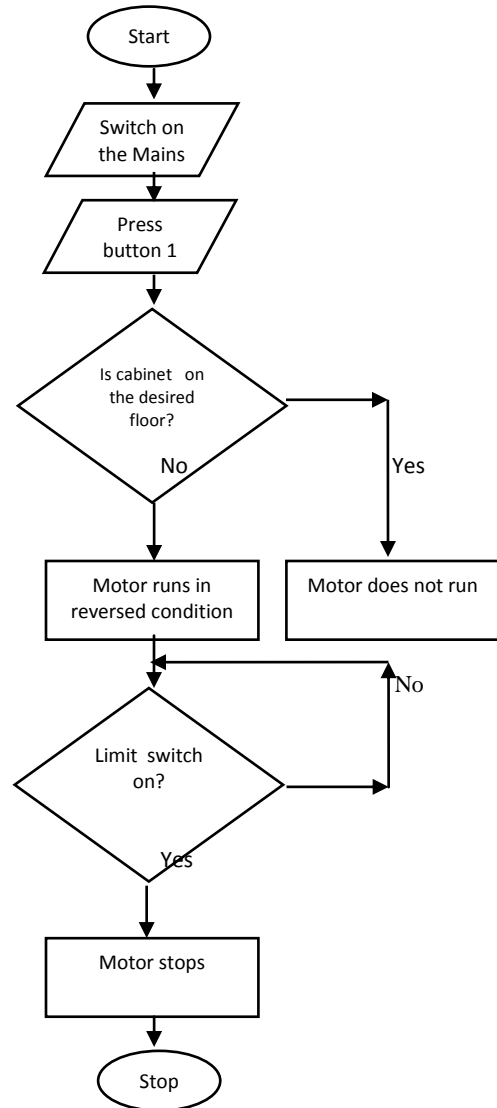 Start
Switch on
the Mains
Press
button 1
Is cabinet on
the desired
floor?
No
Yes
Motor runs in
reversed condition
Motor does not run
No
Limit switch
on?
Yes
Motor stops
Stop